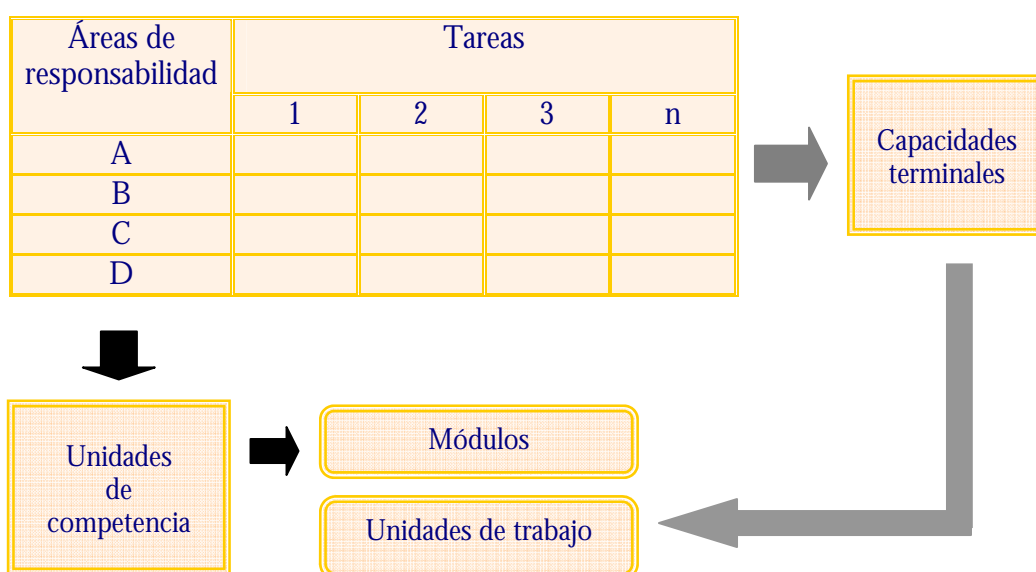 Áreas de
responsabilidad
Tareas
1 2 3 n
A
B
C
D
Capacidades
terminales
Unidades
de
competencia
Módulos
Unidades de trabajo